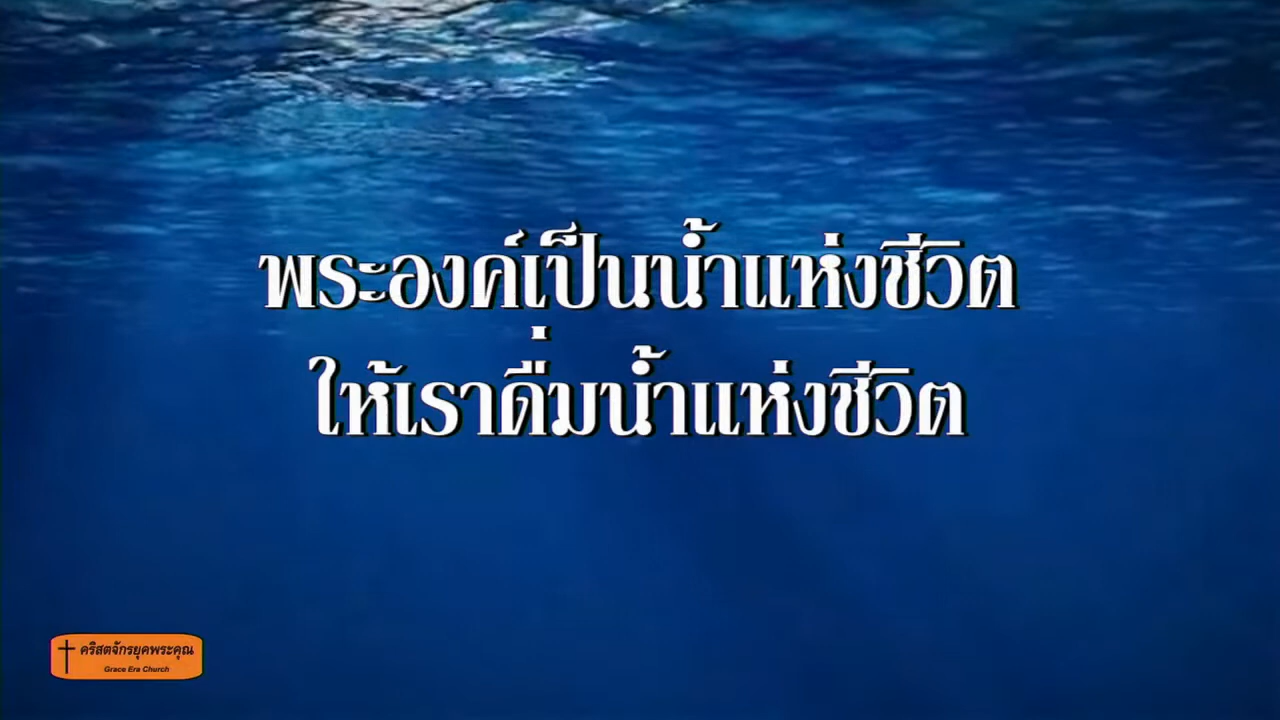 พระองค์เป็นน้ำแห่งชีวิต
ให้เราดื่มน้ำแห่งชีวิต
คริสตจักรยุคพระคุณ
Grace Era Church